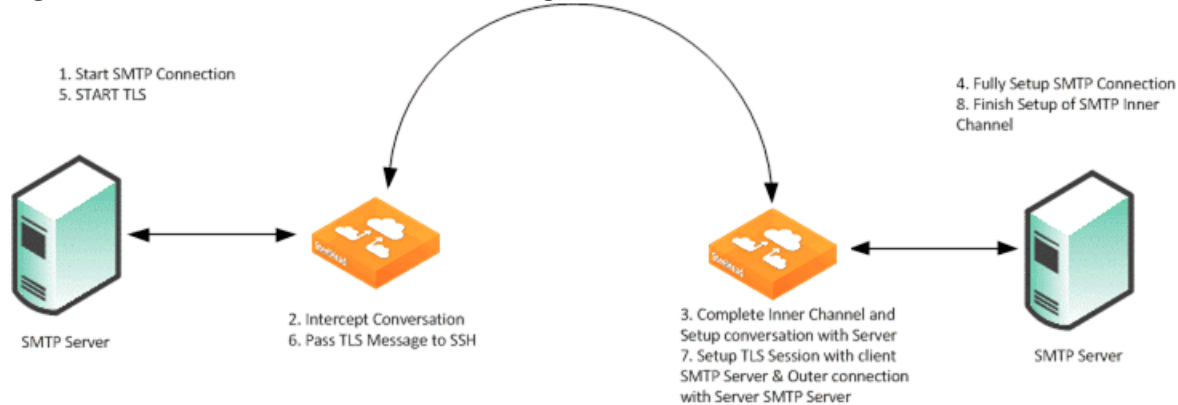 1. Start SMTP Connection
5. START TLS
4. Fully Setup SMTP Connection
8. Finish Setup of SMTP Inner
Channel
2. Intercept Conversation
6. Pass TLS Message to SSH
3. Complete Inner Channel and
Setup conversation with Server
7. Setup TLS Session with client
SMTP Server & Outer connection
with Server SMTP Server
SMTP Server
SMTP Server